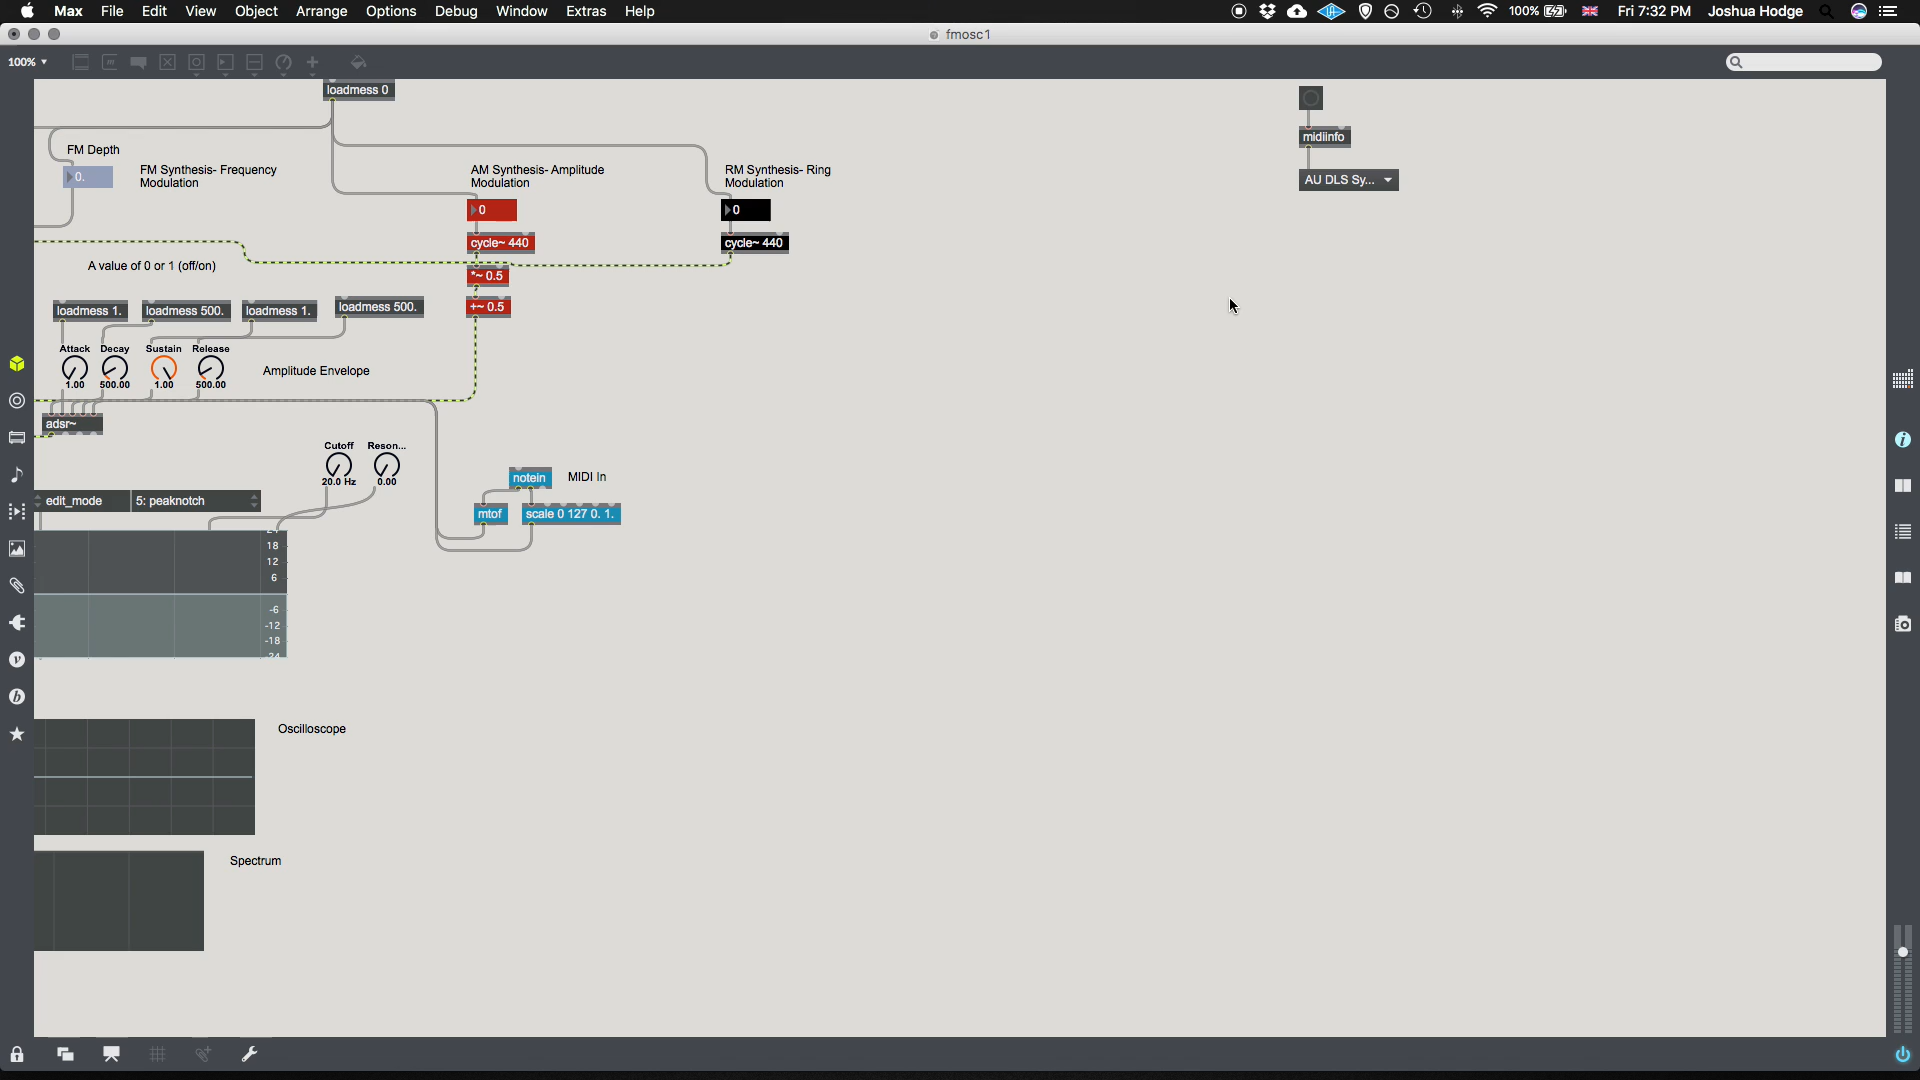 Max File Edit View Object Arrange Options Debug Window Extras Help
100% Fri 7:32 PM Joshua Hodge
fmosc1
100%
loadmess 0
FM Depth
0.
FM Synthesis- Frequency
Modulation
AM Synthesis- Amplitude
Modulation
RM Synthesis- Ring
Modulation
midiinfo
AU DLS Sy...
0
0
cycle~ 440
cycle~ 440
A value of 0 or 1 (off/on)
*~ 0.5
+~ 0.5
loadmess 1.
loadmess 500.
loadmess 1.
loadmess 500.
Attack Decay Sustain Release
1.00 500.00 1.00 500.00
Amplitude Envelope
adsr~
Cutoff Reson...
20.0 Hz 0.00
notein
MIDI In
edit_mode
5: peaknotch
mtof
scale 0 127 0. 1.
18
12
6
-6
-12
-18
Oscilloscope
Spectrum